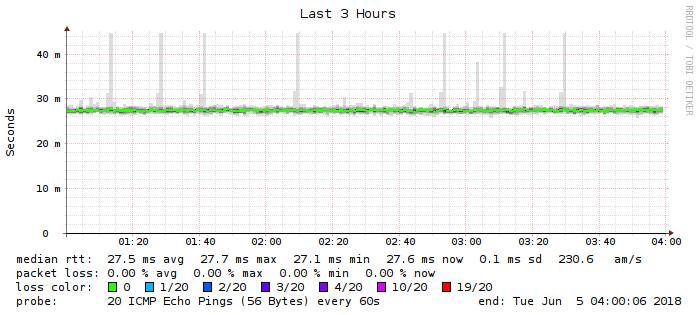 Last 3 Hours
RRDTOOL / TOBI OETIKER
Seconds
40 m
30 m
20 m
10 m
0
01:20 01:40 02:00 02:20 02:40 03:00 03:20 03:40 04:00
median rtt: 27.5 ms avg 27.7 ms max 27.1 ms min 27.6 ms now 0.1 ms sd 230.6 am/s
packet loss: 0.00 % avg 0.00 % max 0.00 % min 0.00 % now
loss color: 0 1/20 2/20 3/20 4/20 10/20 19/20
probe: 20 ICMP Echo Pings (56 Bytes) every 60s end: Tue Jun 5 04:00:06 2018